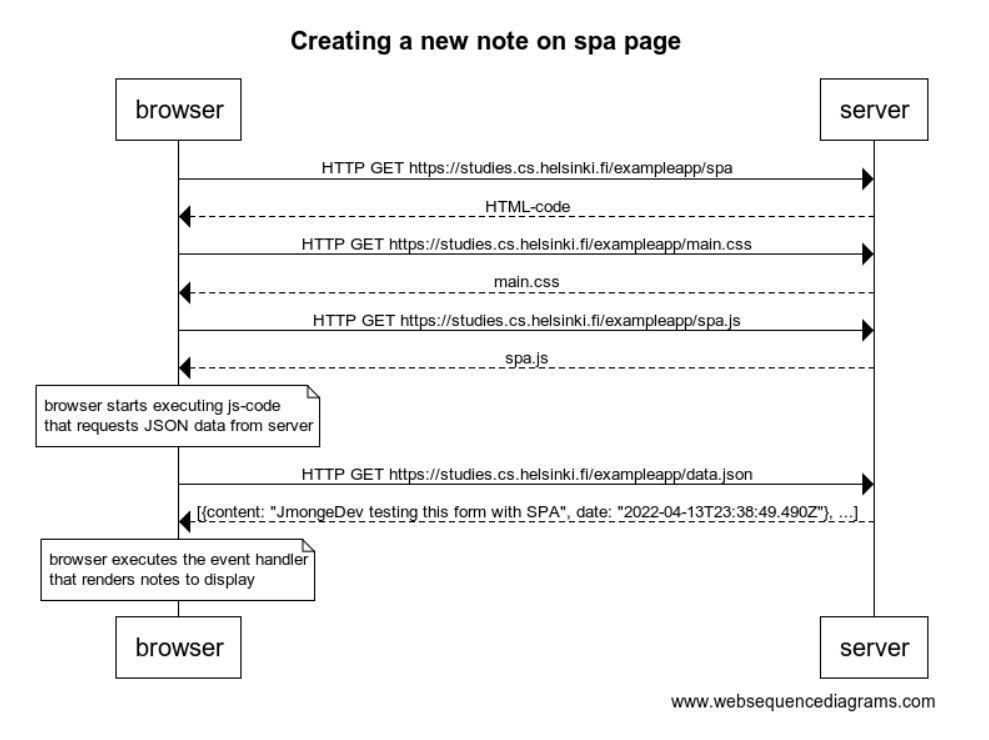 Creating a new note on spa page
browser
server
HTTP GET https://studies.cs.helsinki.fi/exampleapp/spa
HTML-code
HTTP GET https://studies.cs.helsinki.fi/exampleapp/main.css
main.css
HTTP GET https://studies.cs.helsinki.fi/exampleapp/spa.js
spa.js
browser starts executing js-code
that requests JSON data from server
HTTP GET https://studies.cs.helsinki.fi/exampleapp/data.json
[{content: "JmongeDev testing this form with SPA", date: "2022-04-13T23:38:49.490Z"}, ...]
browser executes the event handler
that renders notes to display
browser
server
www.websequencediagrams.com